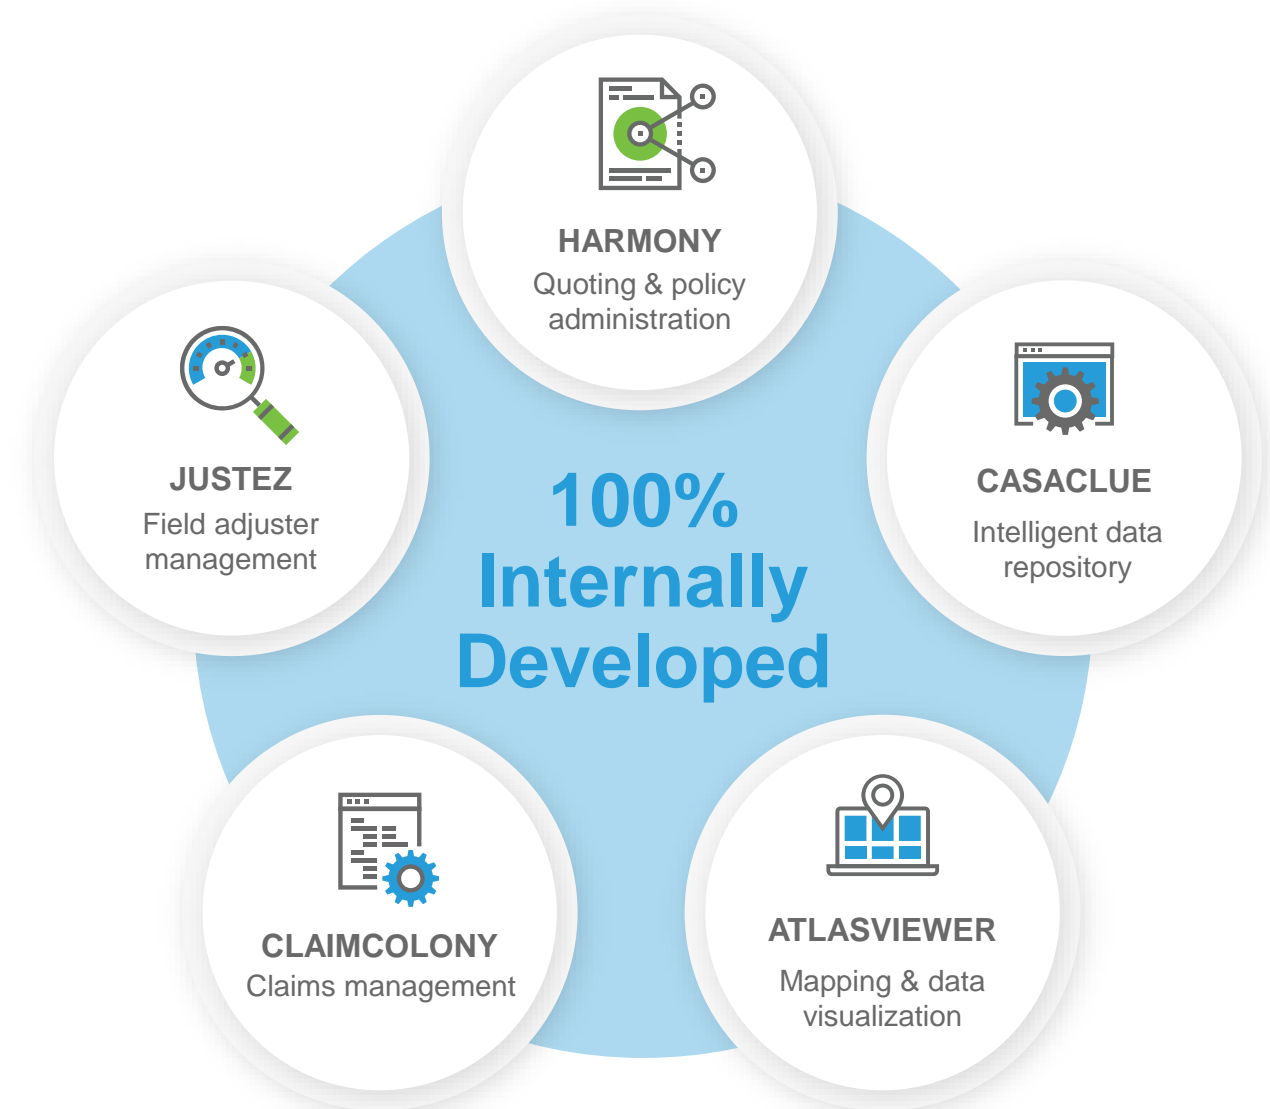 HARMONY
Quoting & policy
administration
JUSTEZ
Field adjuster
management
100%
Internally
Developed
CASACLUE
Intelligent data
repository
CLAIMCOLONY
Claims management
ATLASVIEWER
Mapping & data
visualization